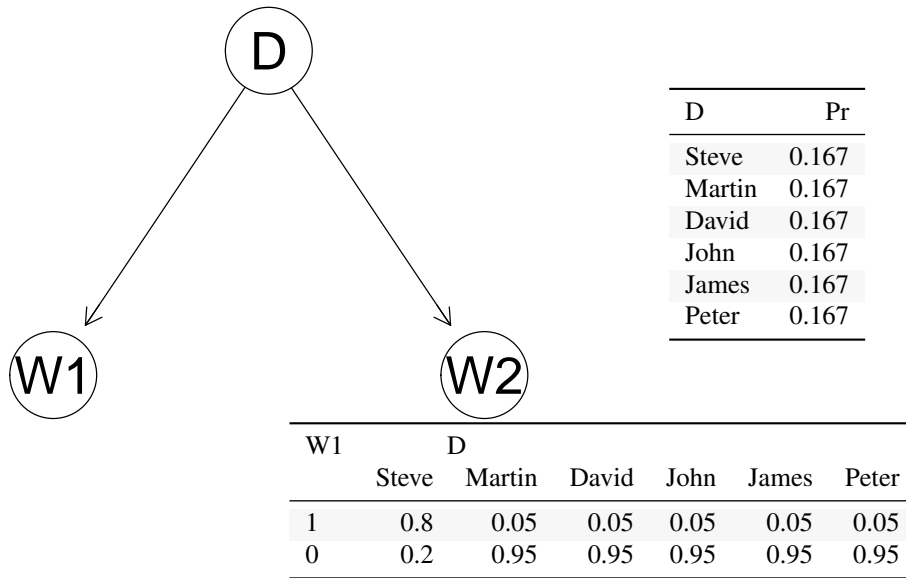 D
W1
W2
D Pr
Steve 0.167
Martin 0.167
David 0.167
John 0.167
James 0.167
Peter 0.167
W1 D
Steve Martin David John James Peter
1 0.8 0.05 0.05 0.05 0.05 0.05
0 0.2 0.95 0.95 0.95 0.95 0.95